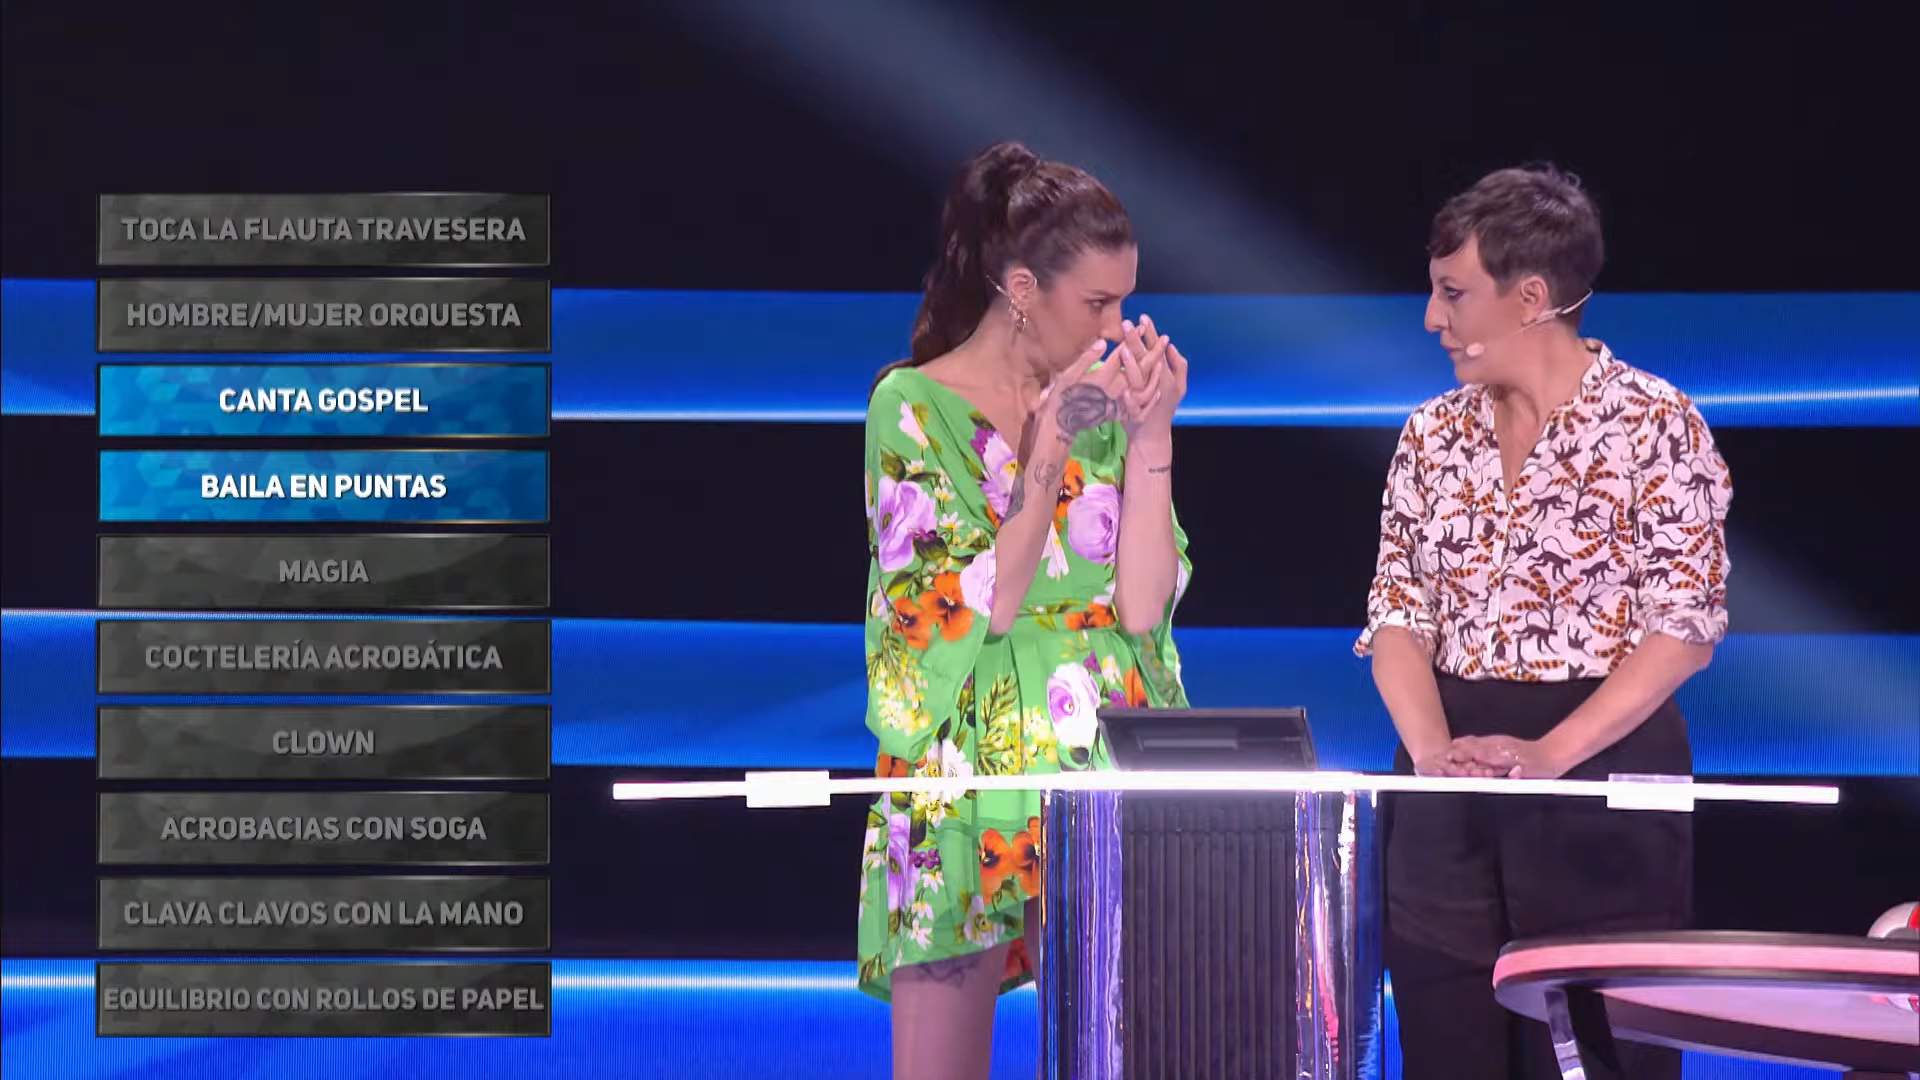 TOCA LA FLAUTA TRAVESERA
HOMBRE/MUJER ORQUESTA
CANTA GOSPEL
BAILA EN PUNTAS
MAGIA
COCTELERÍA ACROBÁTICA
CLOWN
ACROBACIAS CON SOGA
CLAVA CLAVOS CON LA MANO
EQUILIBRIO CON ROLLOS DE PAPEL